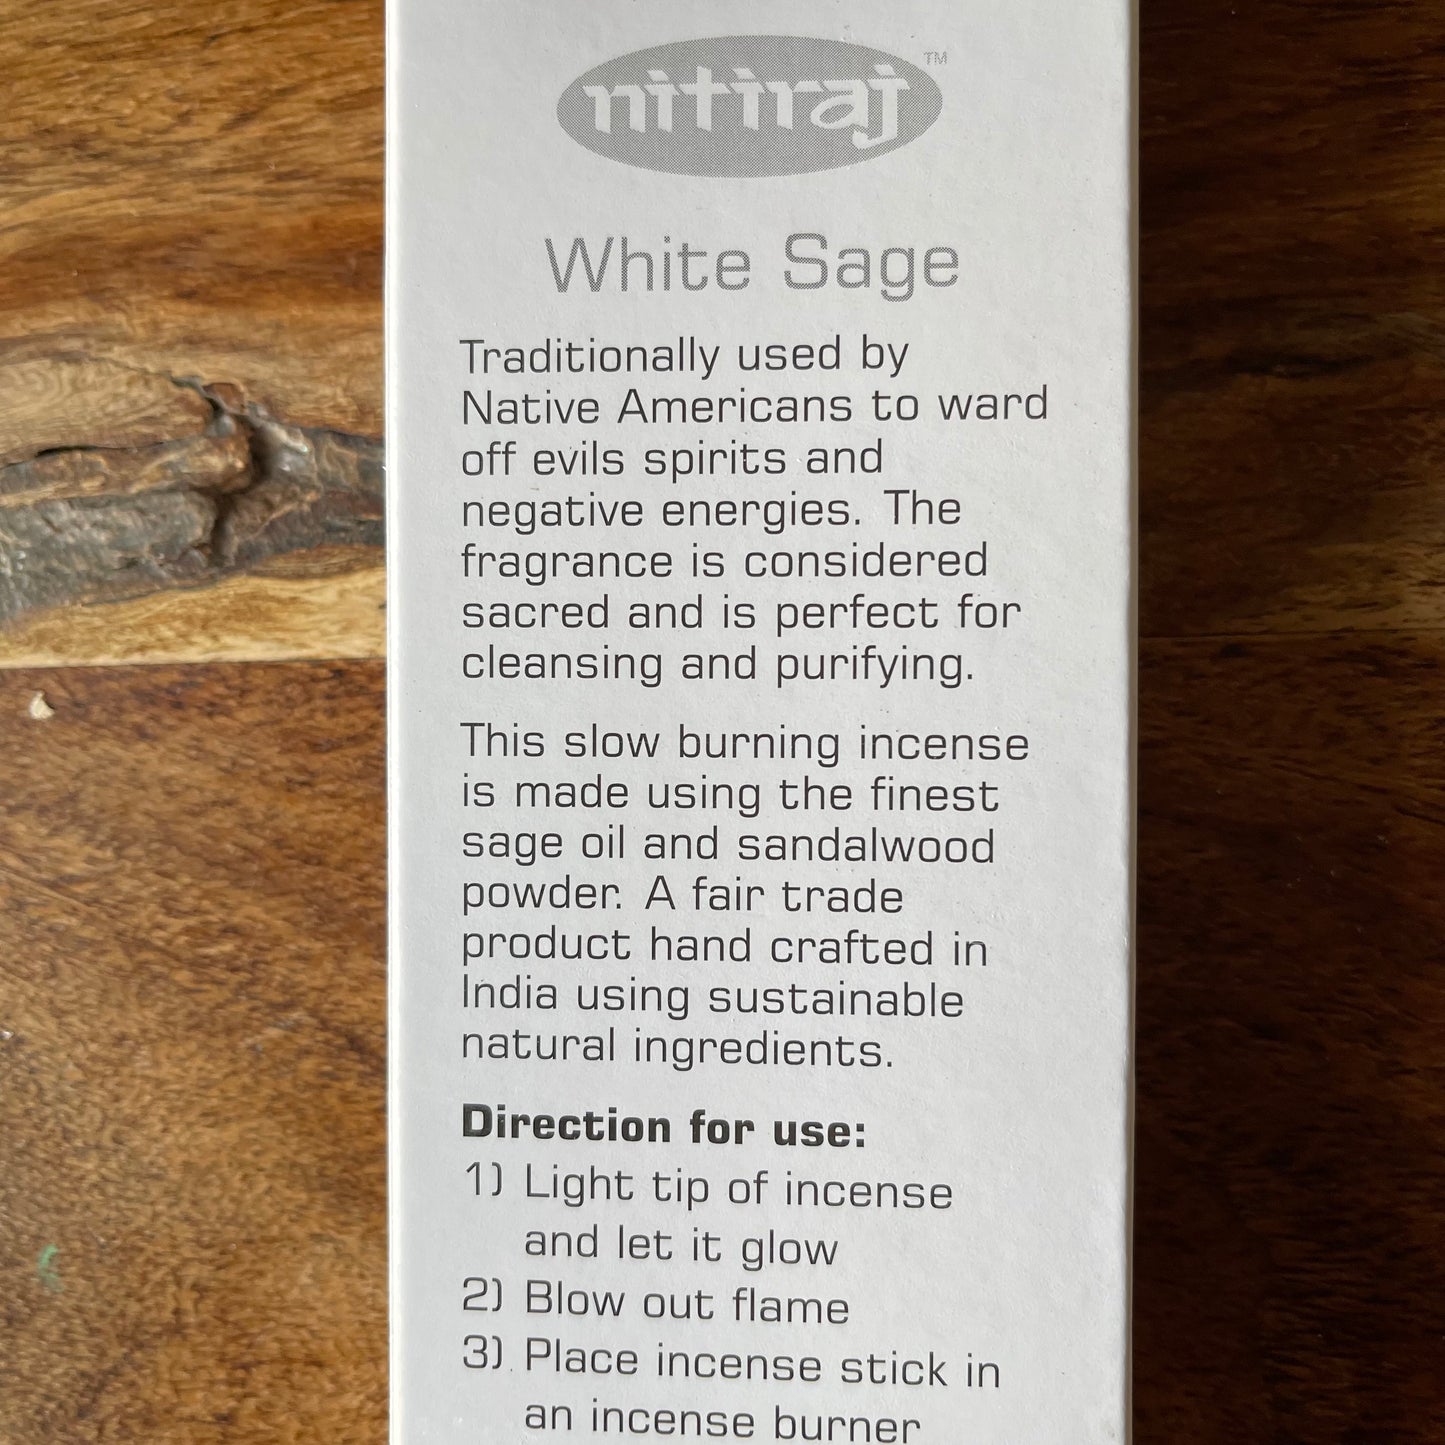 nitiraj™
White Sage
Traditionally used by
Native Americans to ward
off evils spirits and
negative energies. The
fragrance is considered
sacred and is perfect for
cleansing and purifying.
This slow burning incense
is made using the finest
sage oil and sandalwood
powder. A fair trade
product hand crafted in
India using sustainable
natural ingredients.
Direction for use:
1) Light tip of incense
and let it glow
2) Blow out flame
3) Place incense stick in
an incense burner